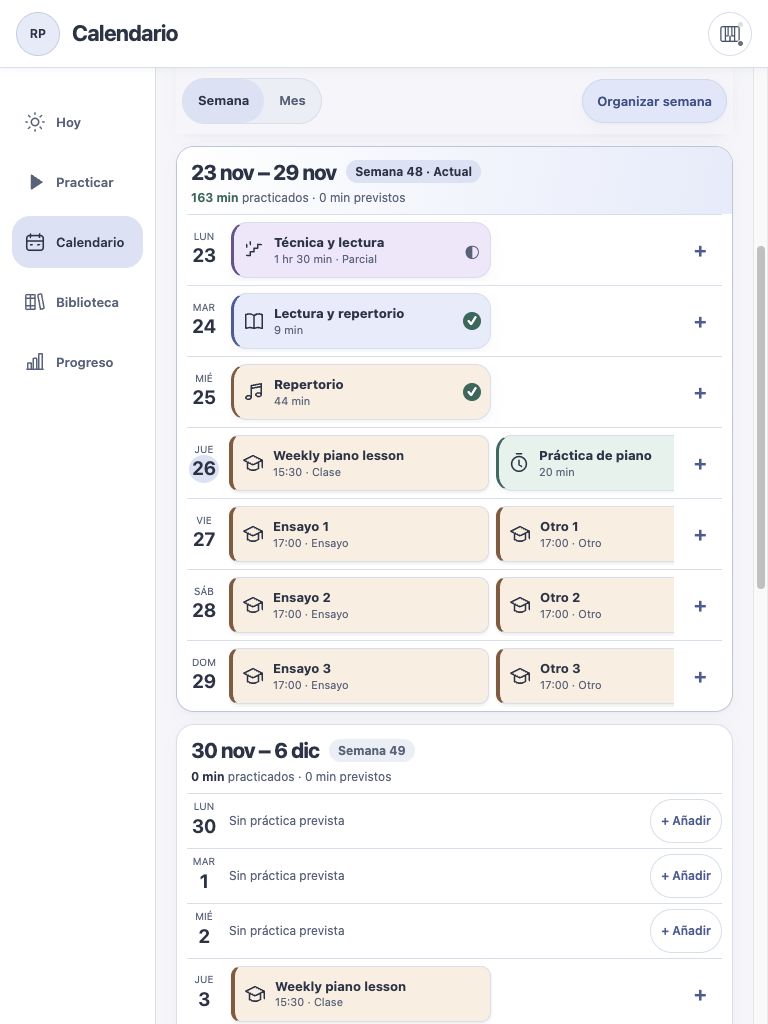 RP
Calendario
Hoy
Practicar
Calendario
Biblioteca
Progreso
Semana
Mes
Organizar semana
23 nov – 29 nov
Semana 48 · Actual
163 min practicados · 0 min previstos
LUN
23
Técnica y lectura
1 hr 30 min · Parcial
+
MAR
24
Lectura y repertorio
9 min
+
MIÉ
25
Repertorio
44 min
+
JUE
26
Weekly piano lesson
15:30 · Clase
Práctica de piano
20 min
+
VIE
27
Ensayo 1
17:00 · Ensayo
Otro 1
17:00 · Otro
+
SÁB
28
Ensayo 2
17:00 · Ensayo
Otro 2
17:00 · Otro
+
DOM
29
Ensayo 3
17:00 · Ensayo
Otro 3
17:00 · Otro
+
30 nov – 6 dic
Semana 49
0 min practicados · 0 min previstos
LUN
30
Sin práctica prevista
+ Añadir
MAR
1
Sin práctica prevista
+ Añadir
MIÉ
2
Sin práctica prevista
+ Añadir
JUE
3
Weekly piano lesson
15:30 · Clase
+